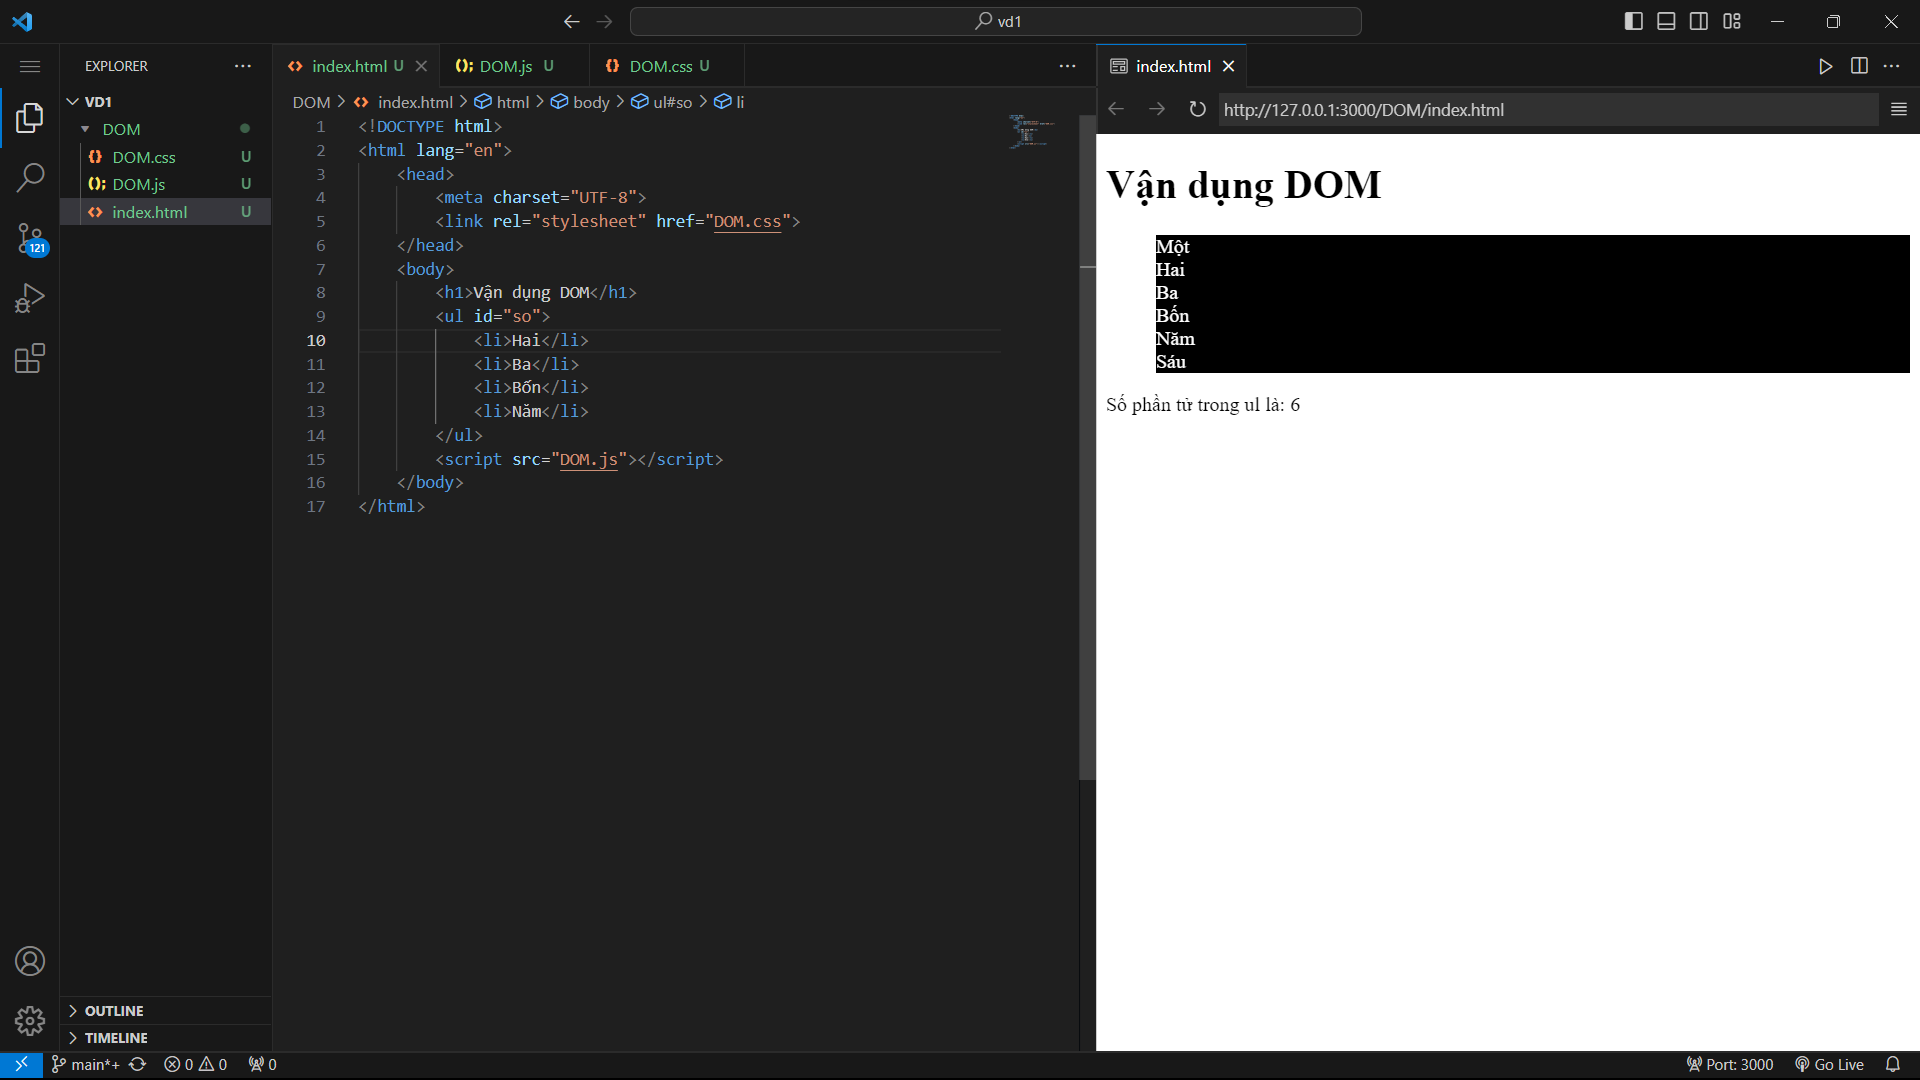 vd1
EXPLORER
VD1
DOM
DOM.css U
DOM.js U
index.html U
121
OUTLINE
TIMELINE
index.html U
DOM.js U
DOM.css U
DOM > index.html > html > body > ul#so > li
1 <!DOCTYPE html>
2 <html lang="en">
3 <head>
4 <meta charset="UTF-8">
5 <link rel="stylesheet" href="DOM.css">
6 </head>
7 <body>
8 <h1>Vận dụng DOM</h1>
9 <ul id="so">
10 <li>Hai</li>
11 <li>Ba</li>
12 <li>Bốn</li>
13 <li>Năm</li>
14 </ul>
15 <script src="DOM.js"></script>
16 </body>
17 </html>
index.html
http://127.0.0.1:3000/DOM/index.html
Vận dụng DOM
Một
Hai
Ba
Bốn
Năm
Sáu
Số phần tử trong ul là: 6
main*+ 0 0 0 Port: 3000 Go Live